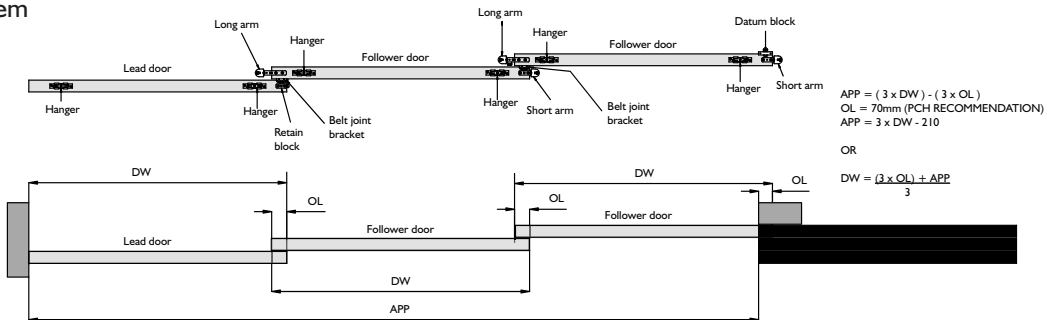 em
Long arm
Hanger
Lead door
Hanger
Hanger
Retain
block
Belt joint
bracket
Follower door
Long arm
Hanger
Hanger
Short arm
Belt joint
bracket
Follower door
Datum block
Hanger
Short arm
APP = ( 3 x DW ) - ( 3 x OL )
OL = 70mm (PCH RECOMMENDATION)
APP = 3 x DW - 210
OR
DW = (3 x OL) + APP
3
DW
OL
DW
OL
OL
Lead door
Follower door
Follower door
DW
APP